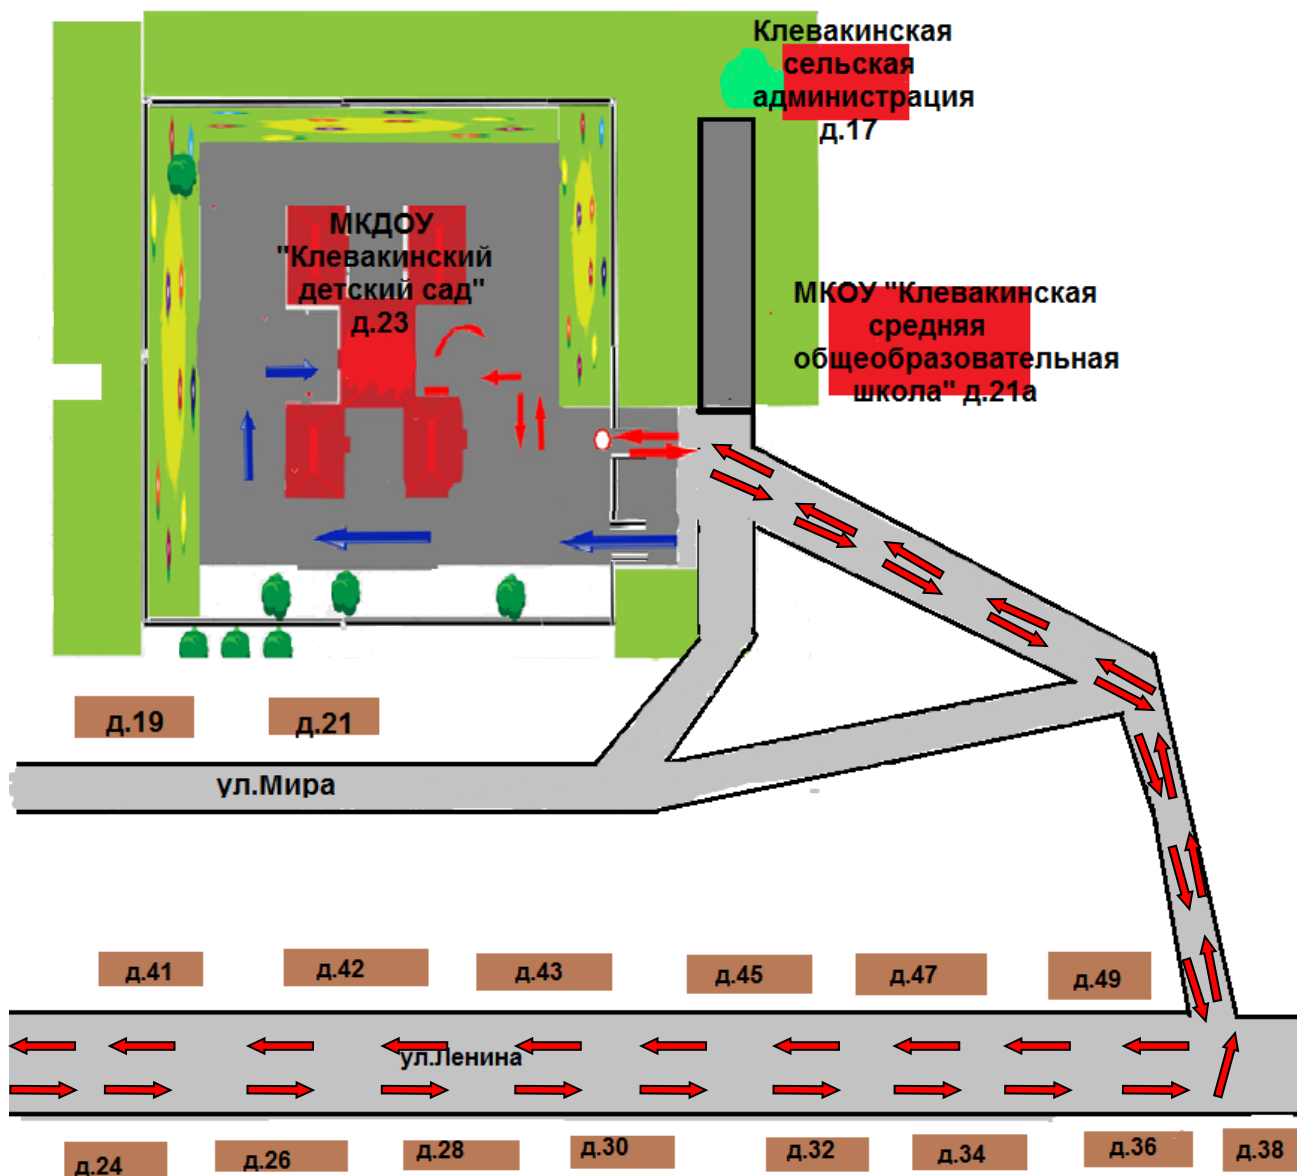 Клевакинская
сельская
администрация
д.17
МКДОУ
"Клевакинский
детский сад"
д.23
МКОУ "Клевакинская
средняя
общеобразовательная
школа" д.21а
д.19
д.21
ул.Мира
д.41
д.42
д.43
д.45
д.47
д.49
ул.Ленина
д.24
д.26
д.28
д.30
д.32
д.34
д.36
д.38